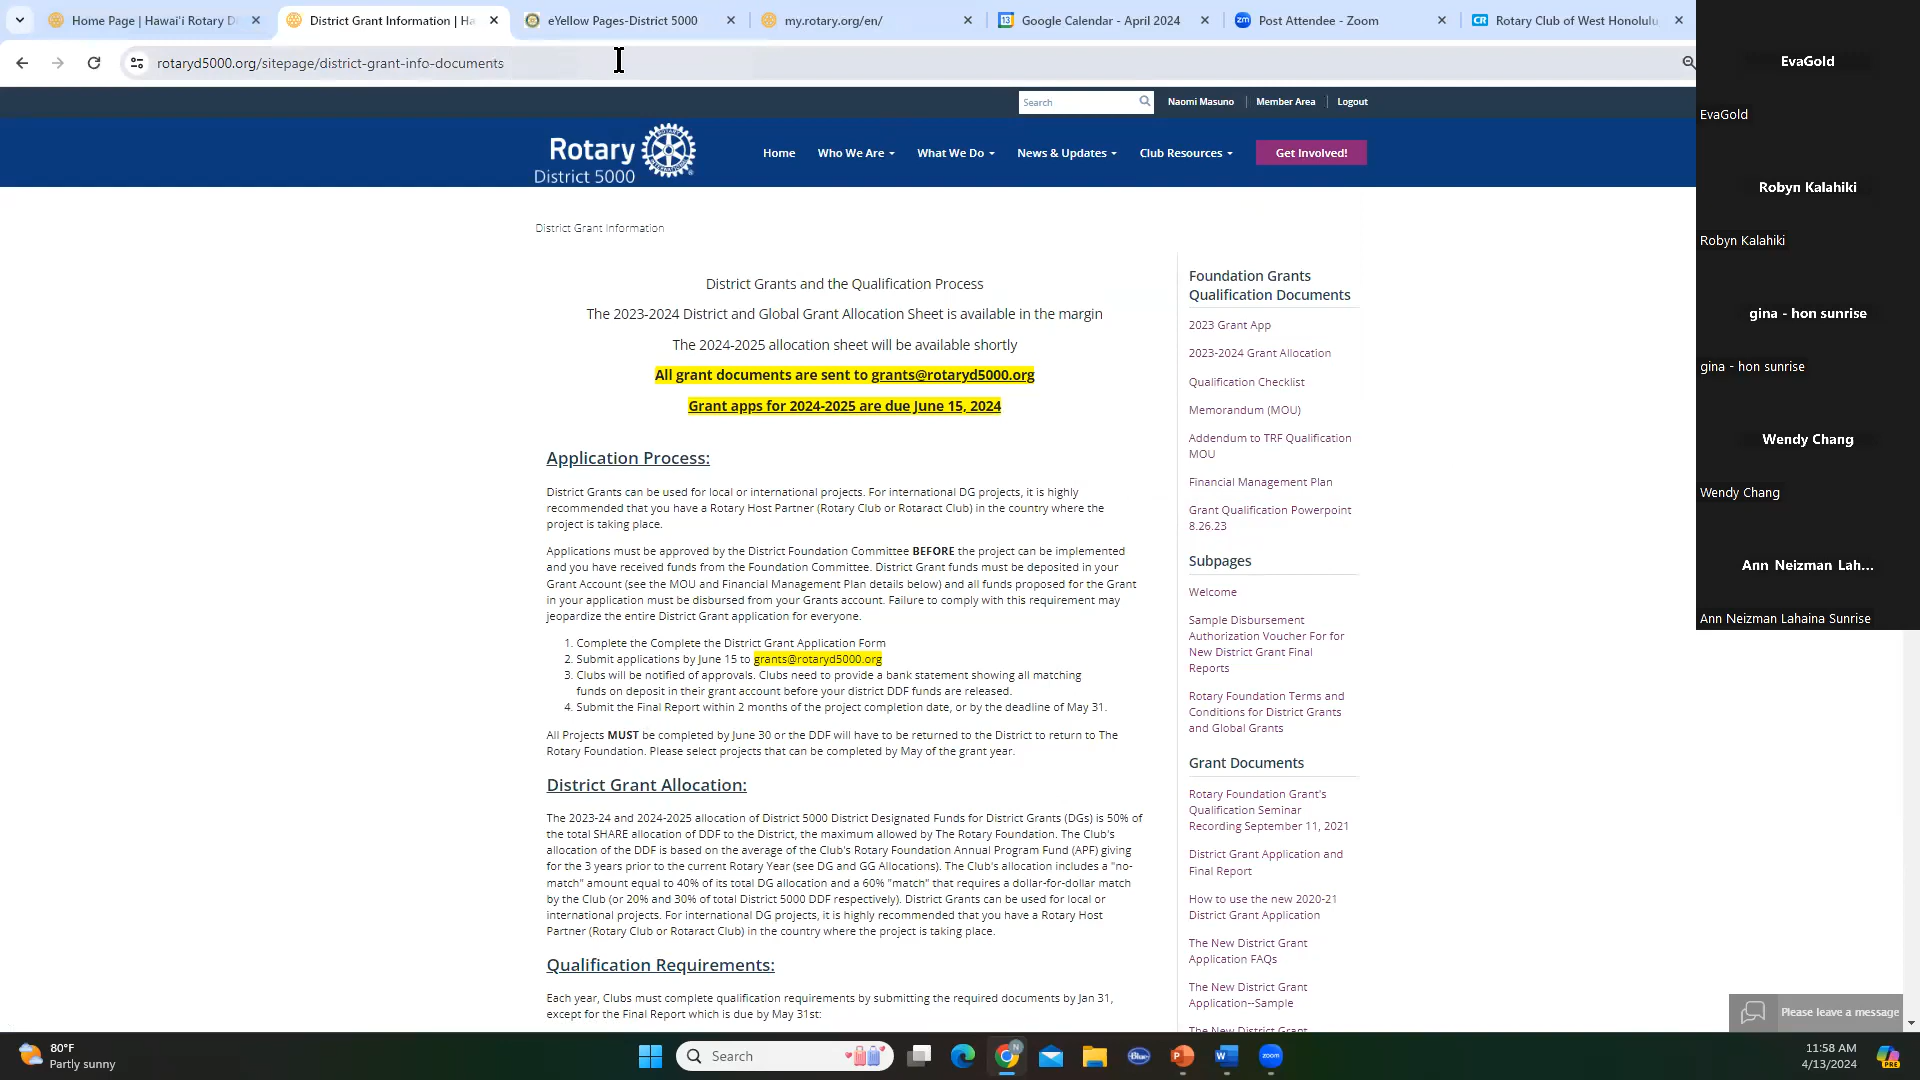 Home Page | Hawai'i Rotary D
District Grant Information | Ha
eYellow Pages-District 5000
my.rotary.org/en/
Google Calendar - April 2024
Post Attendee - Zoom
Rotary Club of West Honolulu
rotaryd5000.org/sitepage/district-grant-info-documents
Search
Naomi Masuno
Member Area
Logout
Rotary
District 5000
Home
Who We Are
What We Do
News & Updates
Club Resources
Get Involved!
District Grant Information
District Grants and the Qualification Process
The 2023-2024 District and Global Grant Allocation Sheet is available in the margin
The 2024-2025 allocation sheet will be available shortly
All grant documents are sent to grants@rotaryd5000.org
Grant apps for 2024-2025 are due June 15, 2024
Application Process:
District Grants can be used for local or international projects. For international DG projects, it is highly
recommended that you have a Rotary Host Partner (Rotary Club or Rotaract Club) in the country where the
project is taking place.
Applications must be approved by the District Foundation Committee BEFORE the project can be implemented
and you have received funds from the Foundation Committee. District Grant funds must be deposited in your
Grant Account (see the MOU and Financial Management Plan details below) and all funds proposed for the Grant
in your application must be disbursed from your Grants account. Failure to comply with this requirement may
jeopardize the entire District Grant application for everyone.
1. Complete the Complete the District Grant Application Form
2. Submit applications by June 15 to grants@rotaryd5000.org
3. Clubs will be notified of approvals. Clubs need to provide a bank statement showing all matching
funds on deposit in their grant account before your district DDF funds are released.
4. Submit the Final Report within 2 months of the project completion date, or by the deadline of May 31.
All Projects MUST be completed by June 30 or the DDF will have to be returned to the District to return to The
Rotary Foundation. Please select projects that can be completed by May of the grant year.
District Grant Allocation:
The 2023-24 and 2024-2025 allocation of District 5000 District Designated Funds for District Grants (DGs) is 50% of
the total SHARE allocation of DDF to the District, the maximum allowed by The Rotary Foundation. The Club's
allocation of the DDF is based on the average of the Club's Rotary Foundation Annual Program Fund (APF) giving
for the 3 years prior to the current Rotary Year (see DG and GG Allocations). The Club's allocation includes a "no-
match" amount equal to 40% of its total DG allocation and a 60% "match" that requires a dollar-for-dollar match
by the Club (or 20% and 30% of total District 5000 DDF respectively). District Grants can be used for local or
international projects. For international DG projects, it is highly recommended that you have a Rotary Host
Partner (Rotary Club or Rotaract Club) in the country where the project is taking place.
Qualification Requirements:
Each year, Clubs must complete qualification requirements by submitting the required documents by Jan 31,
except for the Final Report which is due by May 31st:
Foundation Grants
Qualification Documents
2023 Grant App
2023-2024 Grant Allocation
Qualification Checklist
Memorandum (MOU)
Addendum to TRF Qualification
MOU
Financial Management Plan
Grant Qualification Powerpoint
8.26.23
Subpages
Welcome
Sample Disbursement
Authorization Voucher For for
New District Grant Final
Reports
Rotary Foundation Terms and
Conditions for District Grants
and Global Grants
Grant Documents
Rotary Foundation Grant's
Qualification Seminar
Recording September 11, 2021
District Grant Application and
Final Report
How to use the new 2020-21
District Grant Application
The New District Grant
Application FAQs
The New District Grant
Application--Sample
The New District Grant
EvaGold
EvaGold
Robyn Kalahiki
Robyn Kalahiki
gina - hon sunrise
gina - hon sunrise
Wendy Chang
Wendy Chang
Ann Neizman Lah...
Ann Neizman Lahaina Sunrise
Please leave a message
80°F
Partly sunny
Search
11:58 AM
4/13/2024